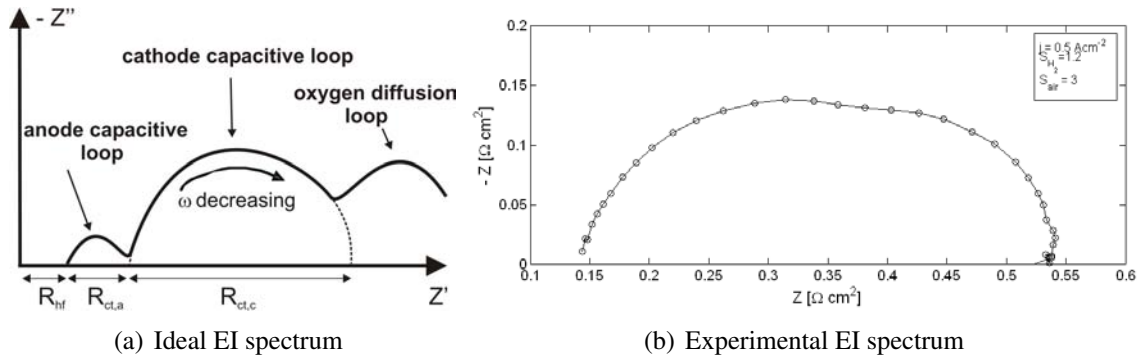 - Z''
cathode capacitive loop
oxygen diffusion
loop
anode capacitive
loop
ω decreasing
R_hf
R_ct,a
R_ct,c
Z'
(a) Ideal EI spectrum
0.2
0.15
0.1
0.05
0
- Z [Ω cm²]
j = 0.5 Acm⁻²
S_H₂ = 1.2
S_air = 3
0.1 0.15 0.2 0.25 0.3 0.35 0.4 0.45 0.5 0.55 0.6
Z [Ω cm²]
(b) Experimental EI spectrum